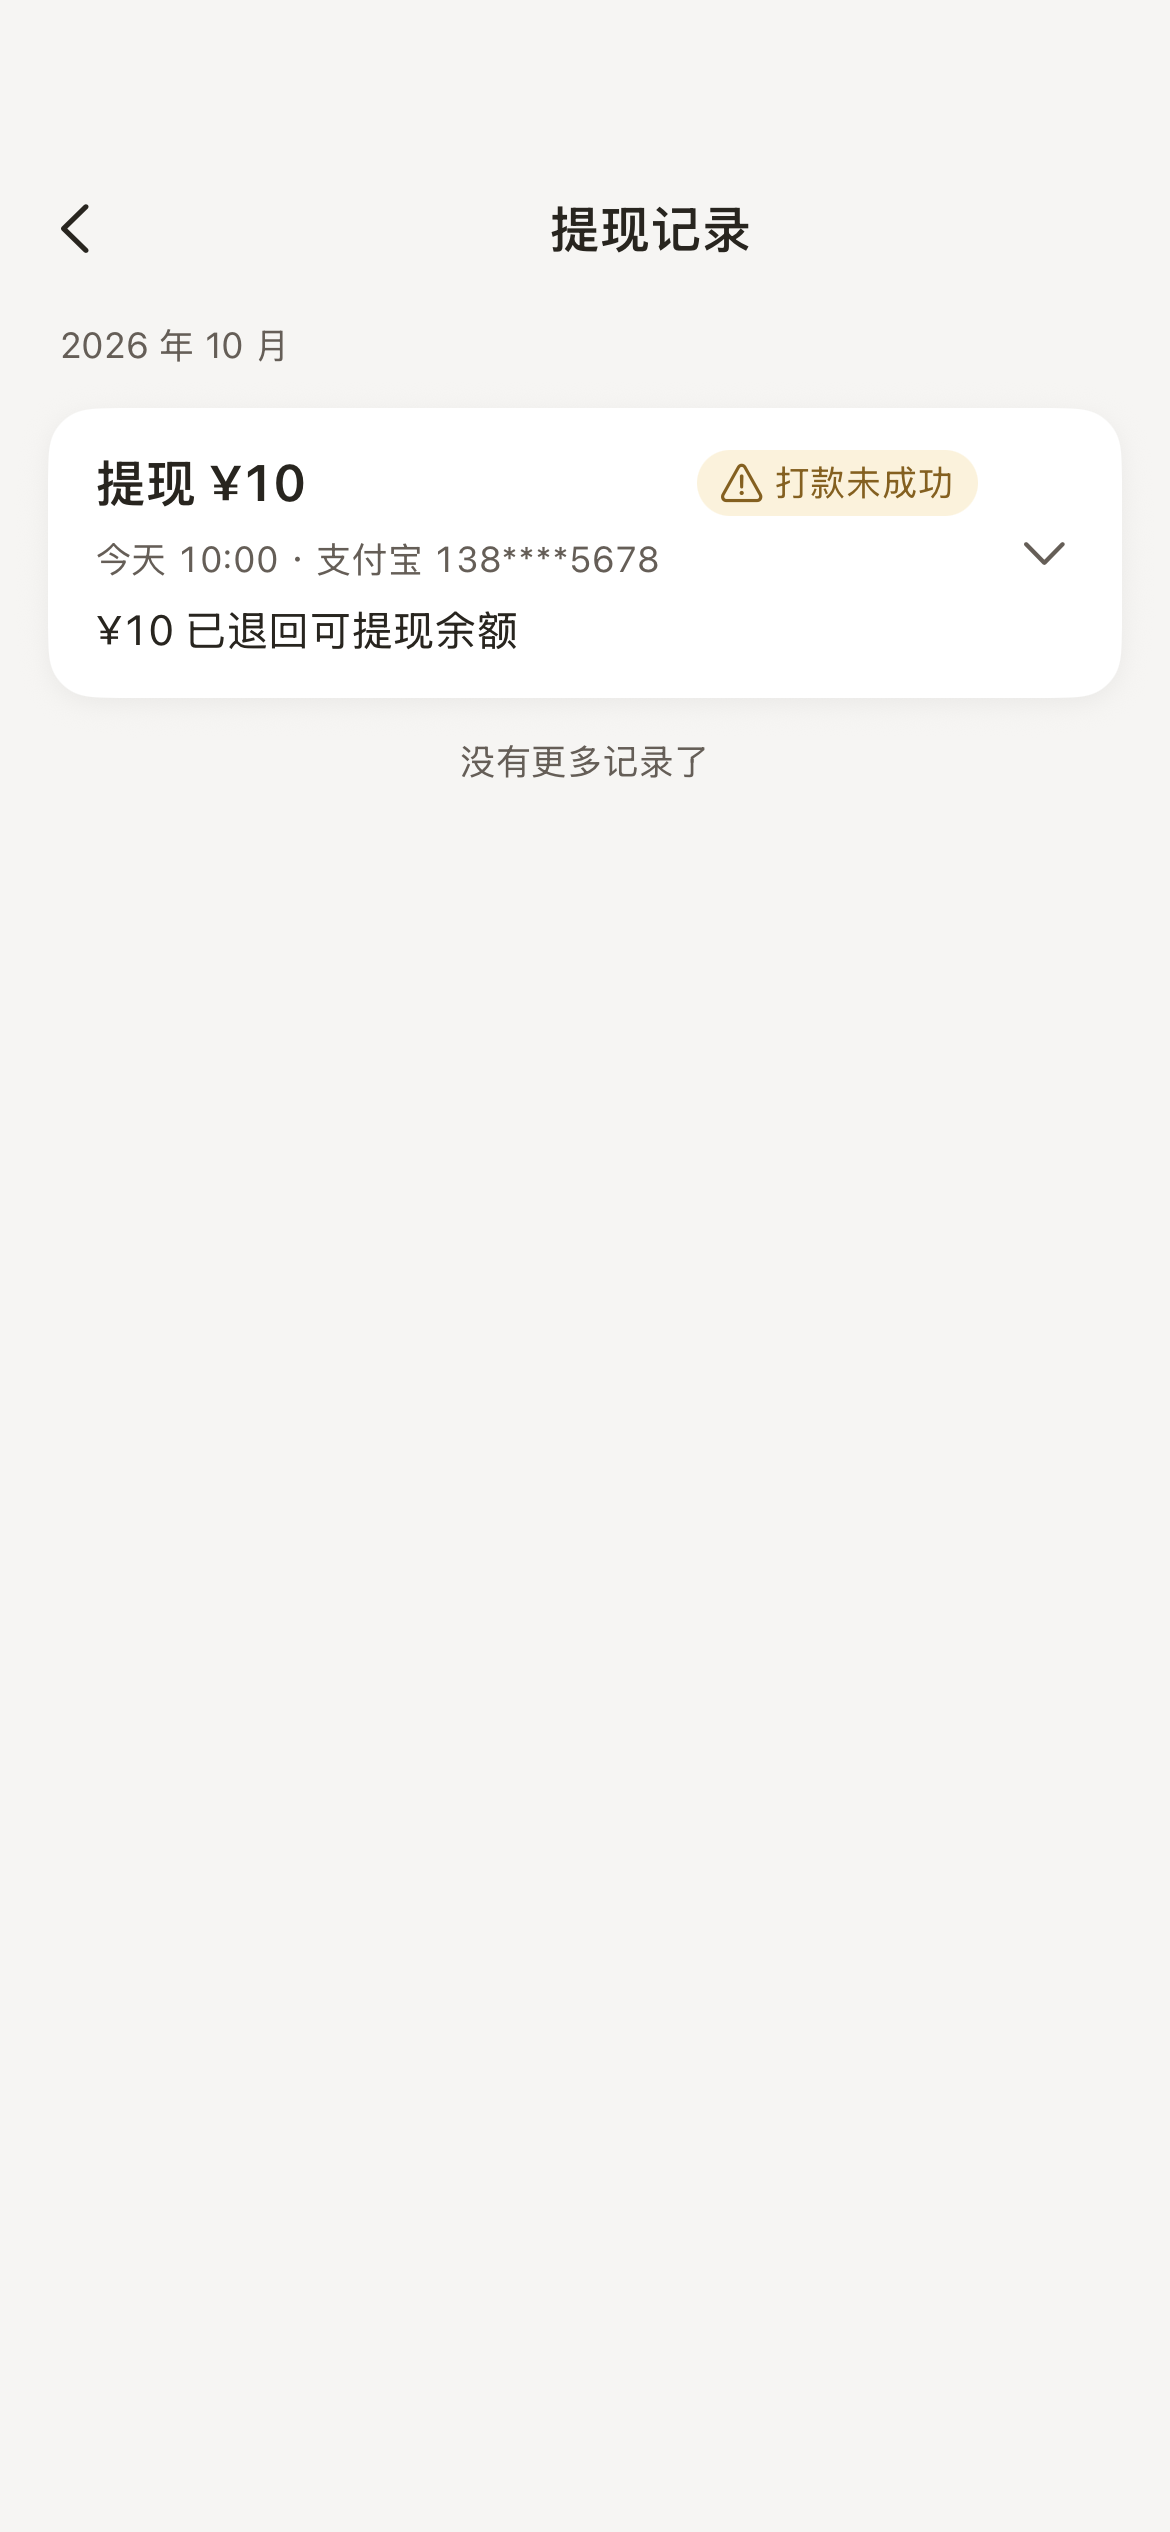 提现记录
2026 年 10 月
提现 ¥10
打款未成功
今天 10:00 · 支付宝 138****5678
¥10 已退回可提现余额
没有更多记录了